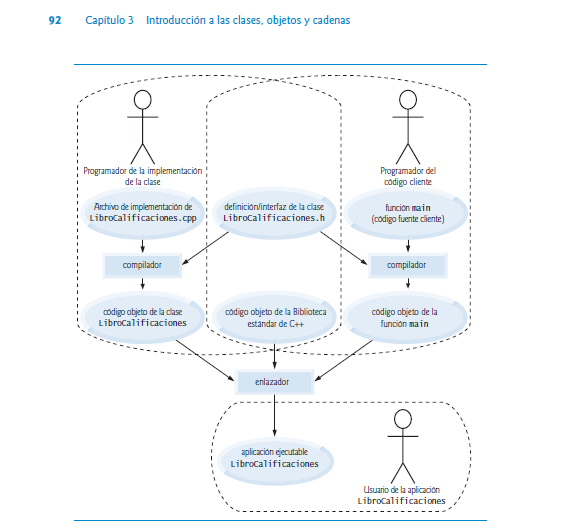 92 Capítulo 3 Introducción a las clases, objetos y cadenas
Programador de la implementación
de la clase
Programador del
código cliente
Archivo de implementación de
LibroCalificaciones.cpp
definición/interfaz de la clase
LibroCalificaciones.h
función main
(código fuente cliente)
compilador
compilador
código objeto de la clase
LibroCalificaciones
código objeto de la Biblioteca
estándar de C++
código objeto de la
función main
enlazador
aplicación ejecutable
LibroCalificaciones
Usuario de la aplicación
LibroCalificaciones